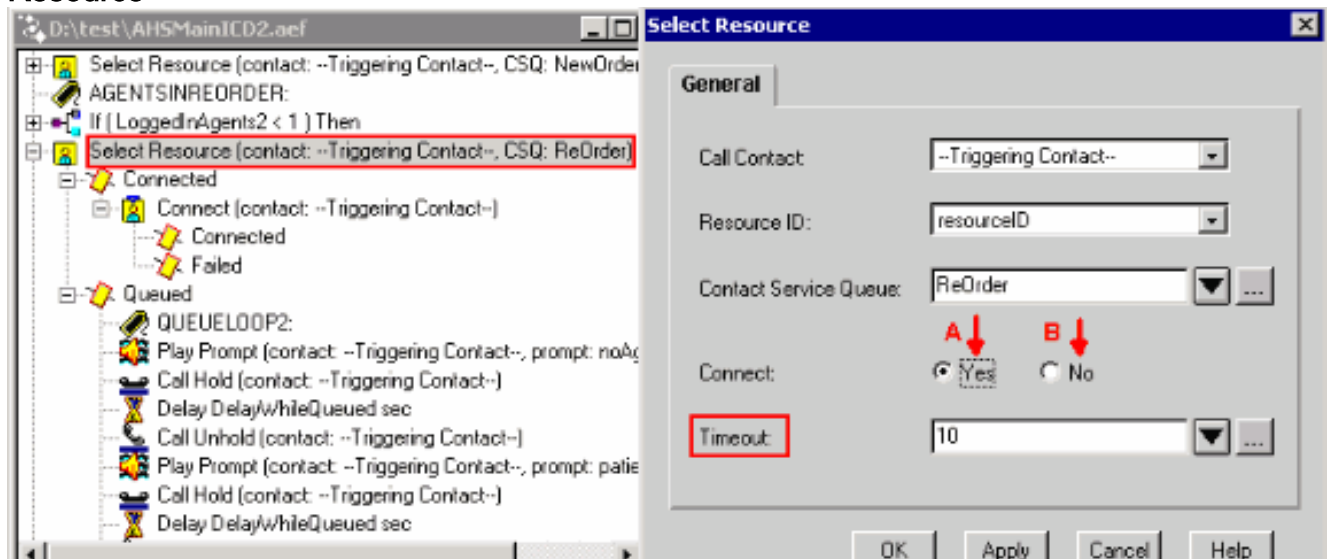 Resource
D:\test\AHSMainICD2.aef
Select Resource (contact: --Triggering Contact--, CSQ: NewOrder
AGENTSINREORDER:
If ( LoggedInAgents2 < 1 ) Then
Select Resource (contact: --Triggering Contact--, CSQ: ReOrder)
Connected
Connect (contact: --Triggering Contact--)
Connected
Failed
Queued
QUEUELOOP2:
Play Prompt (contact: --Triggering Contact--, prompt: noAg
Call Hold (contact: --Triggering Contact--)
Delay DelayWhileQueued sec
Call Unhold (contact: --Triggering Contact--)
Play Prompt (contact: --Triggering Contact--, prompt: patie
Call Hold (contact: --Triggering Contact--)
Delay DelayWhileQueued sec
Select Resource
General
Call Contact: --Triggering Contact--
Resource ID: resourceID
Contact Service Queue: ReOrder ...
A B
Connect: Yes No
Timeout: 10 ...
OK Apply Cancel Help